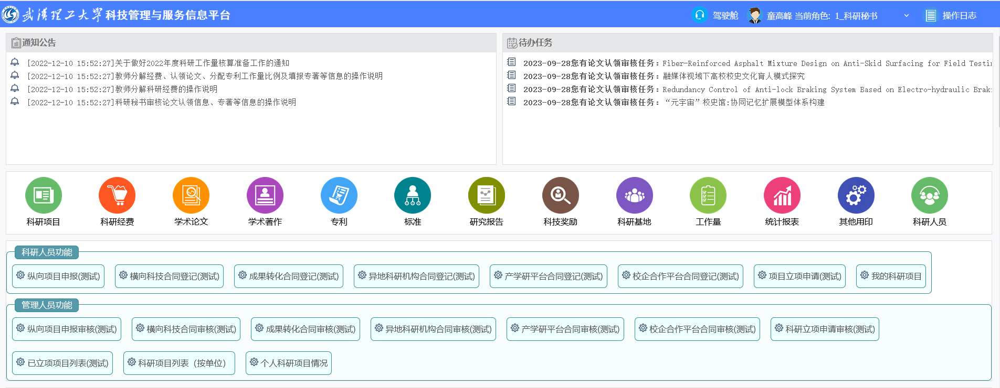 武汉理工大学 科技管理与服务信息平台
驾驶舱 童高峰 当前角色: 1_科研秘书 操作日志
通知公告
[2022-12-10 15:52:27]关于做好2022年度科研工作量核算准备工作的通知
[2022-12-10 15:52:27]教师分解经费、认领论文、分配专利工作量比例及填报专著等信息的操作说明
[2022-12-10 15:52:27]教师分解科研经费的操作说明
[2022-12-10 15:52:27]科研秘书审核论文认领信息、专著等信息的操作说明
待办任务
2023-09-28您有论文认领审核任务：Fiber-Reinforced Asphalt Mixture Design on Anti-Skid Surfacing for Field Testi
2023-09-28您有论文认领审核任务：融媒体视域下高校校史文化育人模式探究
2023-09-28您有论文认领审核任务：Redundancy Control of Anti-lock Braking System Based on Electro-hydraulic Brak
2023-09-28您有论文认领审核任务：“元宇宙”校史馆:协同记忆扩展模型体系构建
科研项目 科研经费 学术论文 学术著作 专利 标准 研究报告 科技奖励 科研基地 工作量 统计报表 其他用印 科研人员
科研人员功能
纵向项目申报(测试) 横向科技合同登记(测试) 成果转化合同登记(测试) 异地科研机构合同登记(测试) 产学研平台合同登记(测试) 校企合作平台合同登记(测试) 项目立项申请(测试) 我的科研项目
管理人员功能
纵向项目申报审核(测试) 横向科技合同审核(测试) 成果转化合同审核(测试) 异地科研机构合同审核(测试) 产学研平台合同审核(测试) 校企合作平台合同审核(测试) 科研立项申请审核(测试)
已立项项目列表(测试) 科研项目列表（按单位） 个人科研项目情况